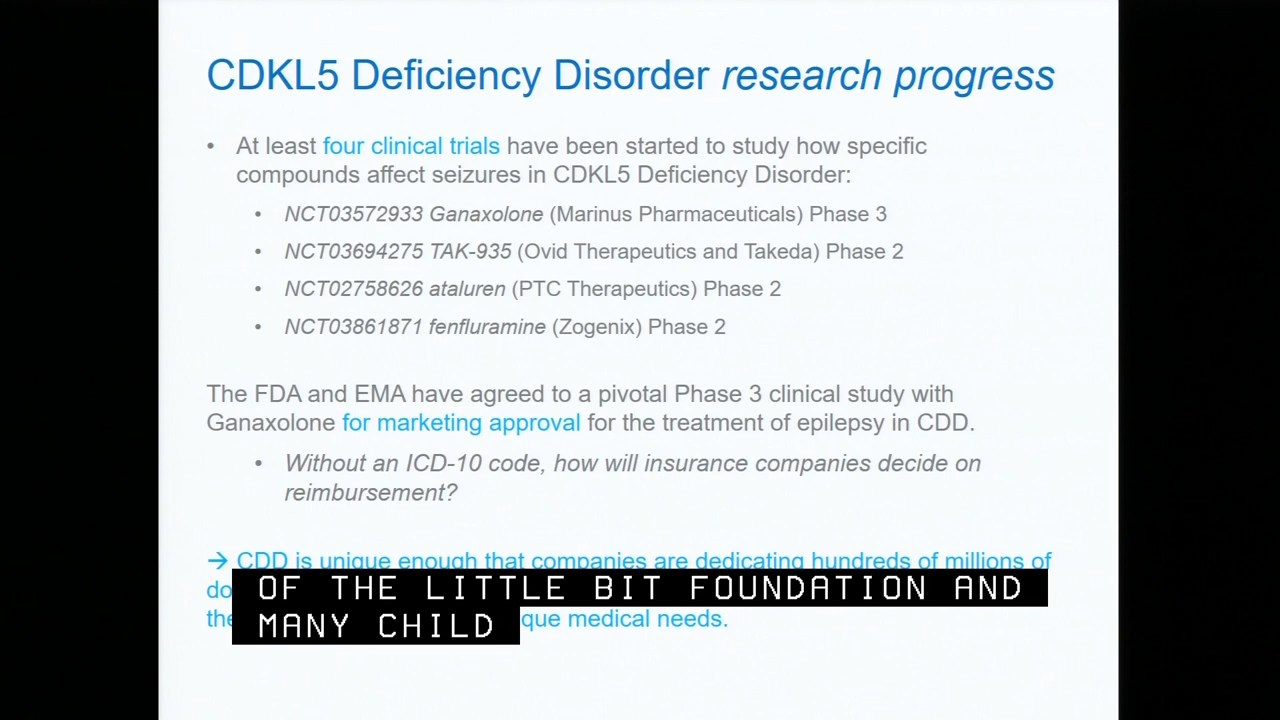 CDKL5 Deficiency Disorder research progress
• At least four clinical trials have been started to study how specific
compounds affect seizures in CDKL5 Deficiency Disorder:
• NCT03572933 Ganaxolone (Marinus Pharmaceuticals) Phase 3
• NCT03694275 TAK-935 (Ovid Therapeutics and Takeda) Phase 2
• NCT02758626 ataluren (PTC Therapeutics) Phase 2
• NCT03861871 fenfluramine (Zogenix) Phase 2
The FDA and EMA have agreed to a pivotal Phase 3 clinical study with
Ganaxolone for marketing approval for the treatment of epilepsy in CDD.
• Without an ICD-10 code, how will insurance companies decide on
reimbursement?
→ CDD is unique enough that companies are dedicating hundreds of millions of
medical needs.
OF THE LITTLE BIT FOUNDATION AND
MANY CHILD